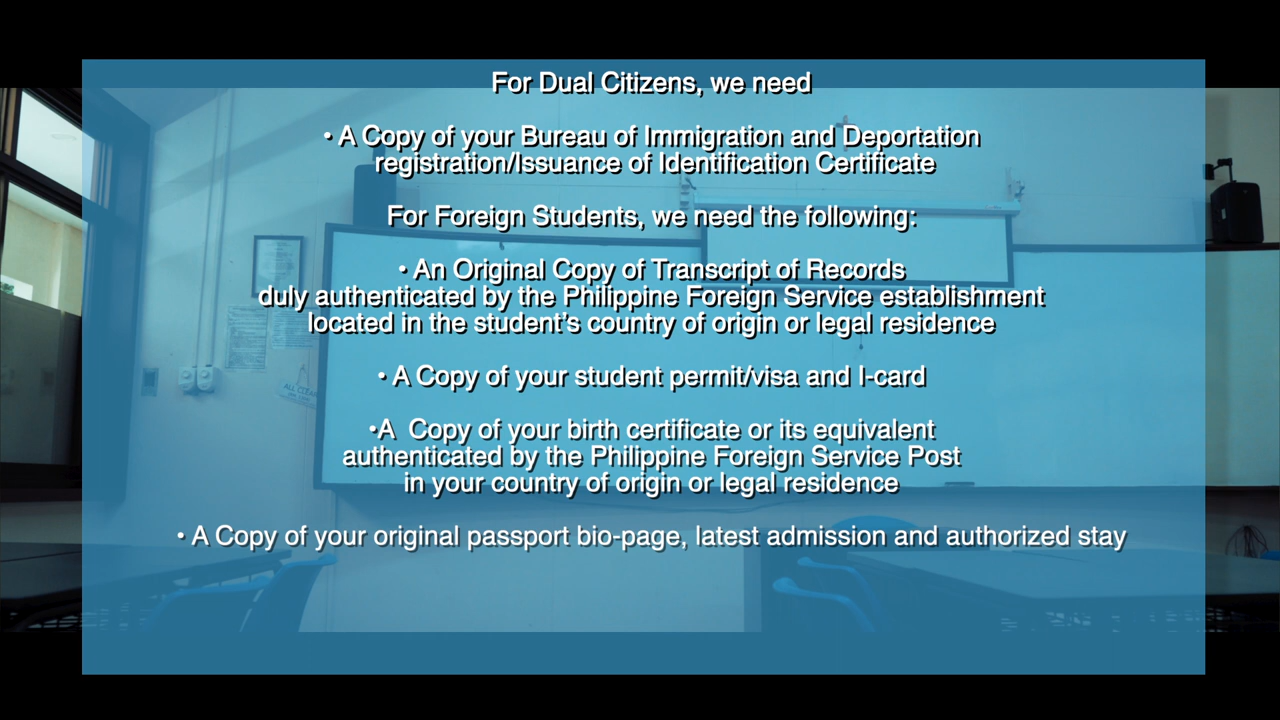 For Dual Citizens, we need
• A Copy of your Bureau of Immigration and Deportation
registration/Issuance of Identification Certificate
For Foreign Students, we need the following:
• An Original Copy of Transcript of Records
duly authenticated by the Philippine Foreign Service establishment
located in the student's country of origin or legal residence
• A Copy of your student permit/visa and I-card
•A  Copy of your birth certificate or its equivalent
authenticated by the Philippine Foreign Service Post
in your country of origin or legal residence
• A Copy of your original passport bio-page, latest admission and authorized stay
ALL CLEAR